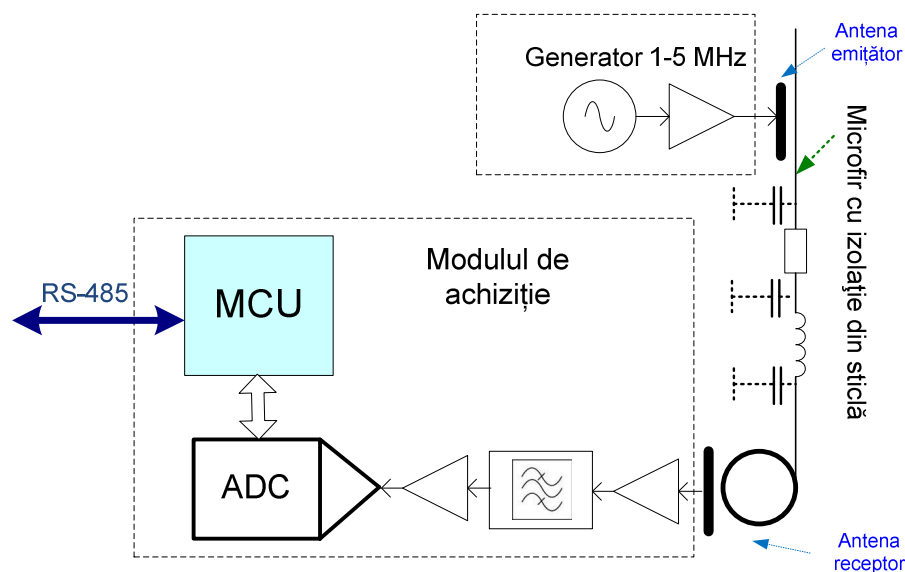 Generator 1-5 MHz
Antena
emițător
Microfir cu izolaţie din sticlă
Modulul de
achiziție
RS-485
MCU
ADC
Antena
receptor